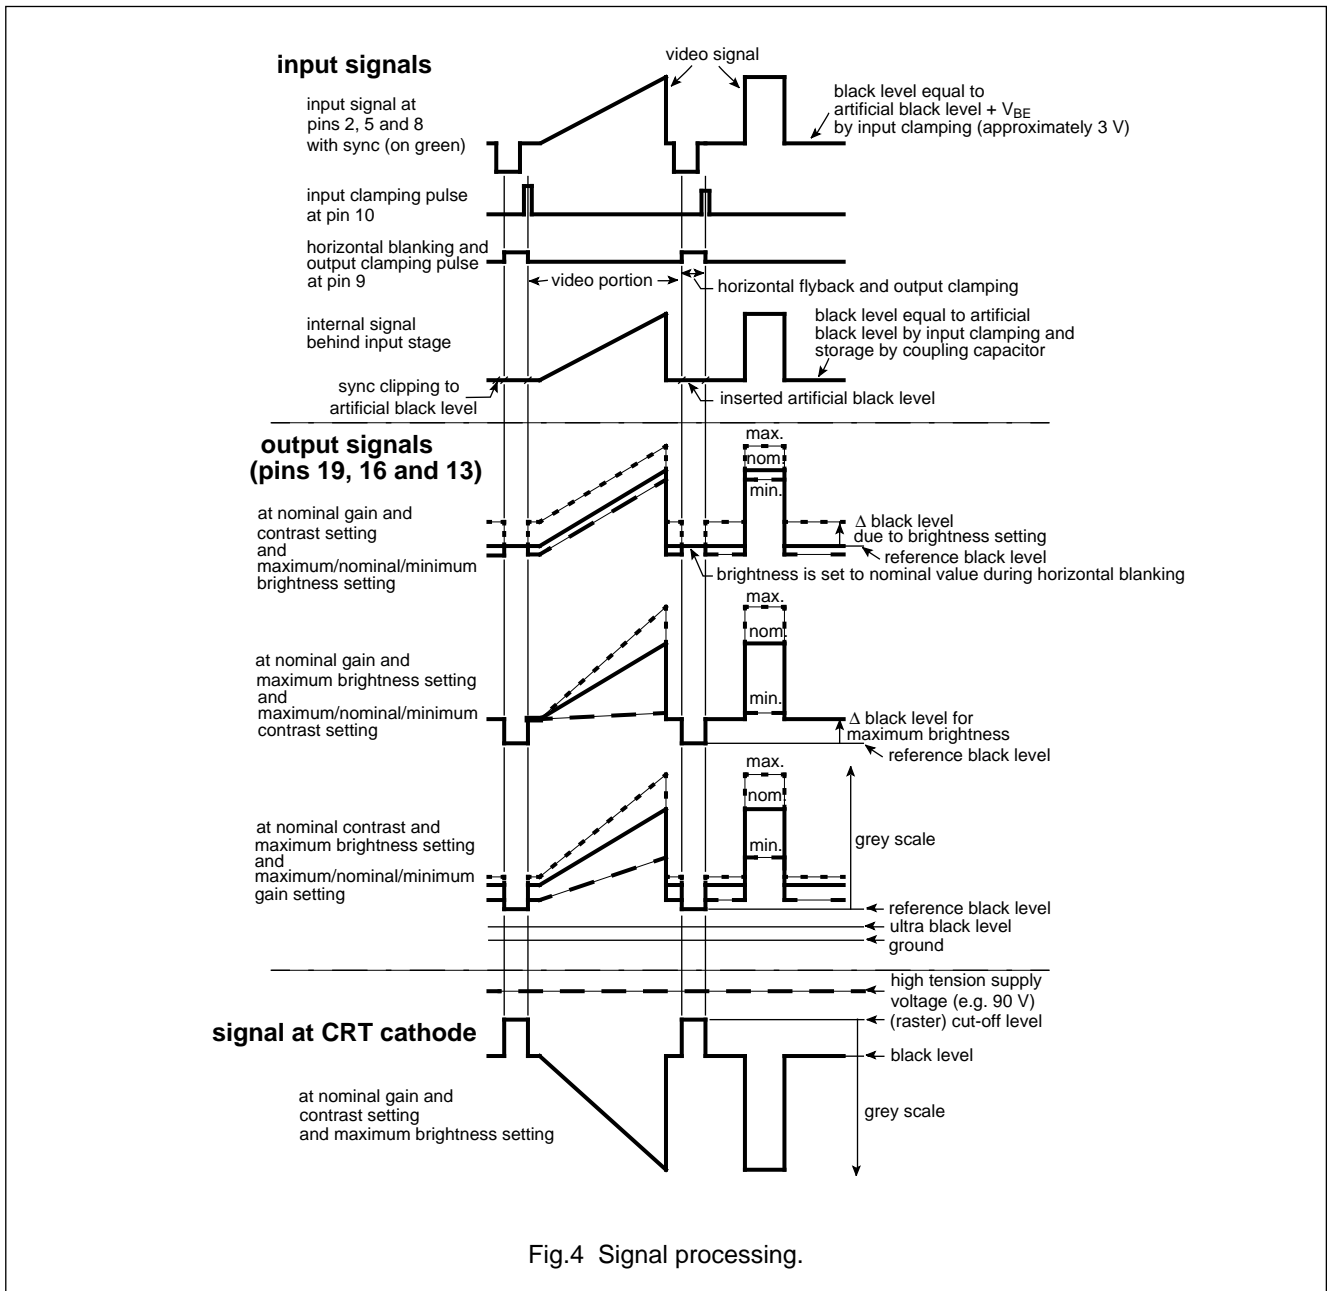 input signals
video signal
input signal at
pins 2, 5 and 8
with sync (on green)
black level equal to
artificial black level + VBE
by input clamping (approximately 3 V)
input clamping pulse
at pin 10
horizontal blanking and
output clamping pulse
at pin 9
video portion
horizontal flyback and output clamping
internal signal
behind input stage
black level equal to artificial
black level by input clamping and
storage by coupling capacitor
sync clipping to
artificial black level
inserted artificial black level
output signals
(pins 19, 16 and 13)
max.
nom.
min.
at nominal gain and
contrast setting
and
maximum/nominal/minimum
brightness setting
Δ black level
due to brightness setting
reference black level
brightness is set to nominal value during horizontal blanking
max.
nom.
min.
at nominal gain and
maximum brightness setting
and
maximum/nominal/minimum
contrast setting
Δ black level for
maximum brightness
reference black level
max.
nom.
min.
at nominal contrast and
maximum brightness setting
and
maximum/nominal/minimum
gain setting
grey scale
reference black level
ultra black level
ground
high tension supply
voltage (e.g. 90 V)
(raster) cut-off level
signal at CRT cathode
black level
at nominal gain and
contrast setting
and maximum brightness setting
grey scale
Fig.4 Signal processing.